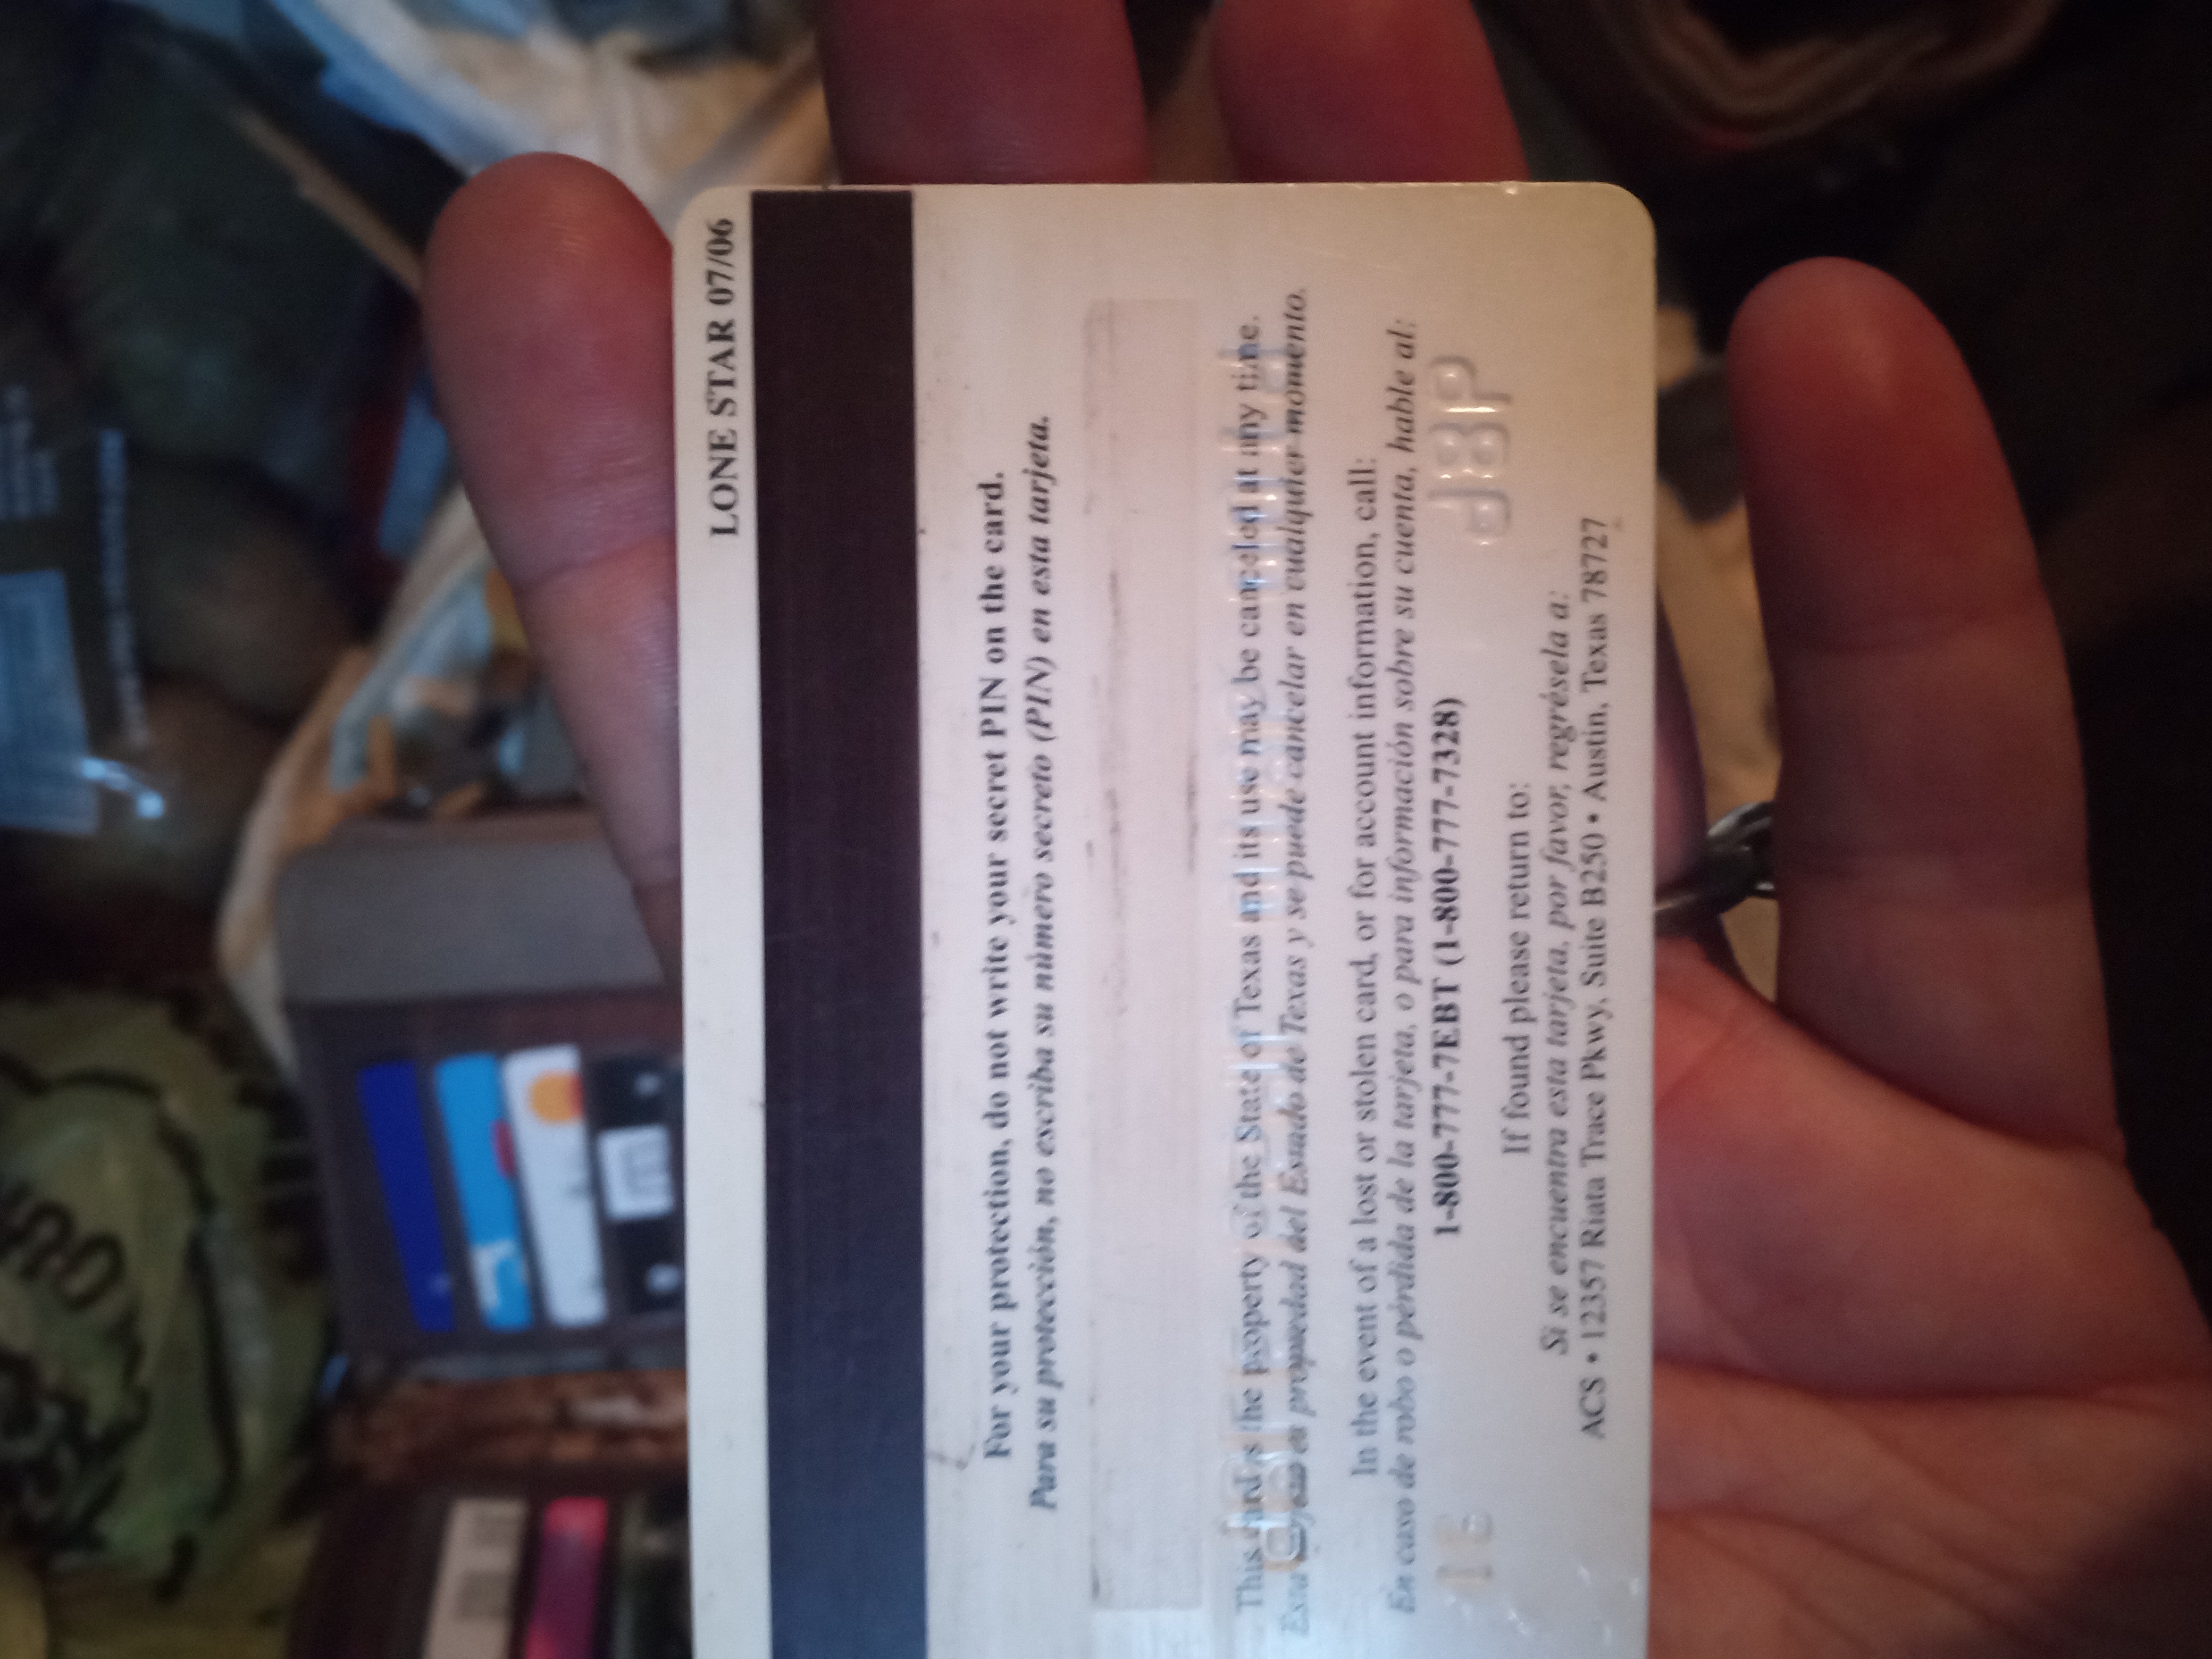 LONE STAR 07/06
For your protection, do not write your secret PIN on the card.
Para su protección, no escriba su número secreto (PIN) en esta tarjeta.
This card is the property of the State of Texas and its use may be canceled at any time.
Esta es propiedad del Estado de Texas y se puede cancelar en cualquier momento.
In the event of a lost or stolen card, or for account information, call:
En caso de robo o pérdida de la tarjeta, o para información sobre su cuenta, hable al:
1-800-777-7EBT (1-800-777-7328)
If found please return to:
Si se encuentra esta tarjeta, por favor, regrésela a:
ACS • 12357 Riata Trace Pkwy, Suite B250 • Austin, Texas 78727